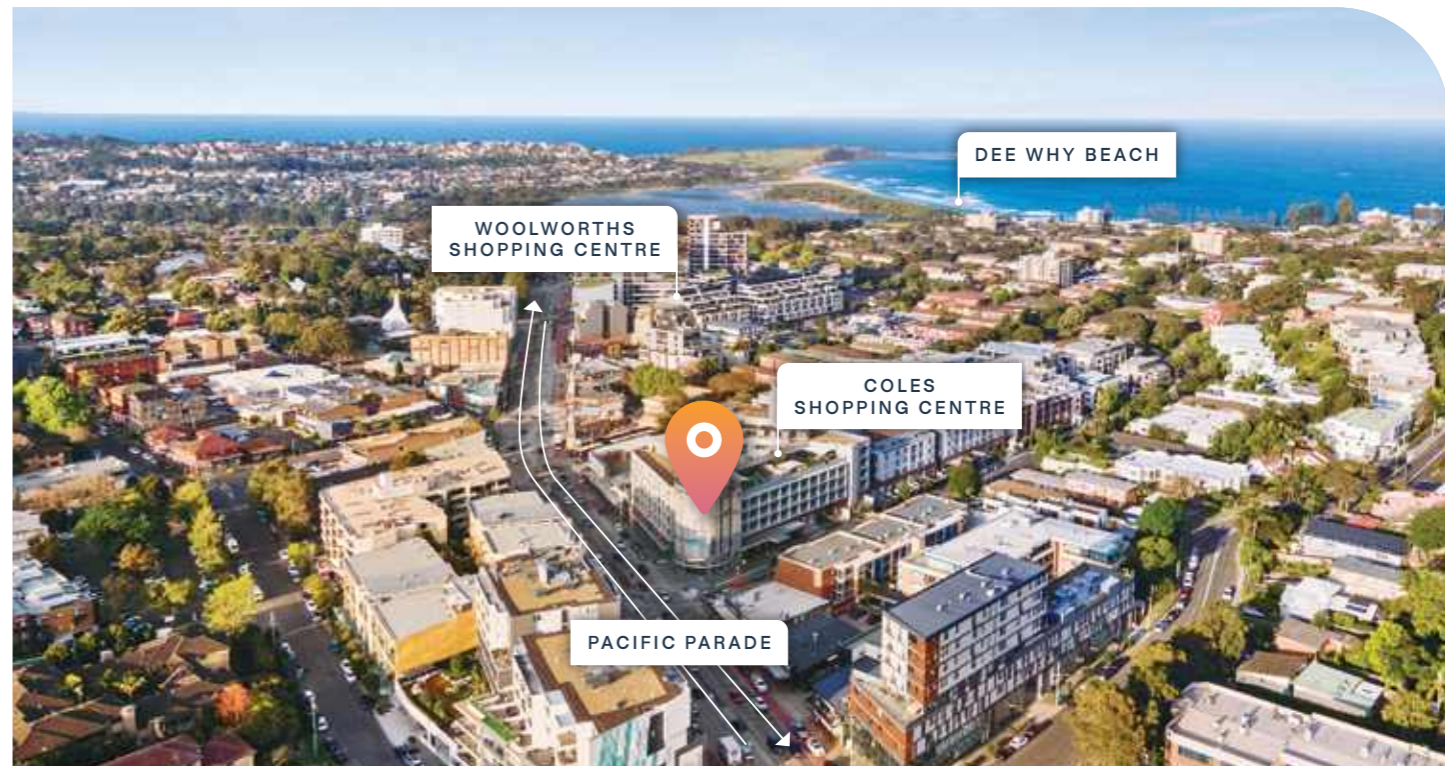 DEE WHY BEACH
WOOLWORTHS
SHOPPING CENTRE
COLES
SHOPPING CENTRE
PACIFIC PARADE